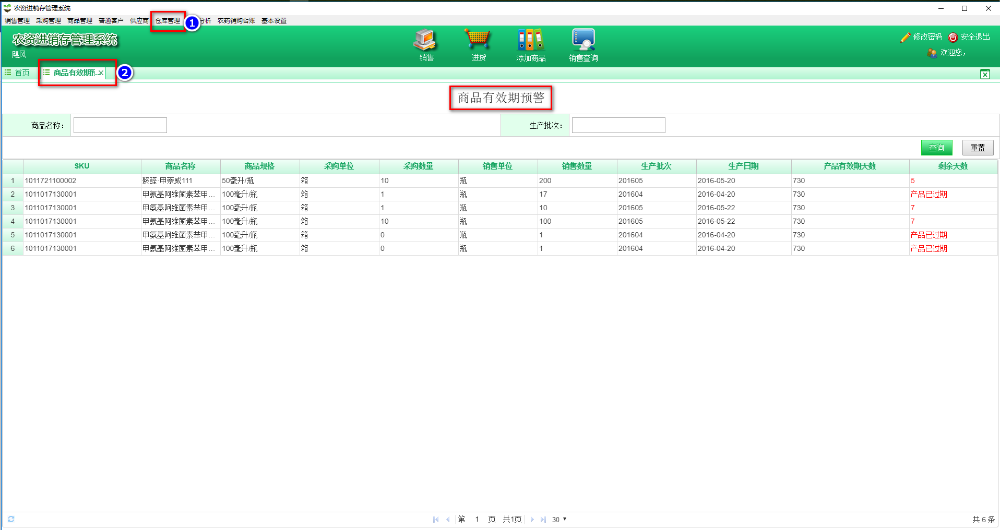 农资进销存管理系统
销售管理 采购管理 商品管理 普通客户 供应商 仓库管理 1 分析 农药销购台账 基本设置
农资进销存管理系统
飓风
销售 进货 添加商品 销售查询
修改密码 安全退出
欢迎您，
首页 商品有效期预... 2
商品有效期预警
商品名称： 生产批次：
查询 重置
SKU 商品名称 商品规格 采购单位 采购数量 销售单位 销售数量 生产批次 生产日期 产品有效期天数 剩余天数
1 1011721100002 聚醛·甲萘威111 50毫升/瓶 箱 10 瓶 200 201605 2016-05-20 730 5
2 1011017130001 甲氨基阿维菌素苯甲... 100毫升/瓶 箱 1 瓶 17 201604 2016-04-20 730 产品已过期
3 1011017130001 甲氨基阿维菌素苯甲... 100毫升/瓶 箱 1 瓶 10 201605 2016-05-22 730 7
4 1011017130001 甲氨基阿维菌素苯甲... 100毫升/瓶 箱 10 瓶 100 201605 2016-05-22 730 7
5 1011017130001 甲氨基阿维菌素苯甲... 100毫升/瓶 箱 0 瓶 1 201604 2016-04-20 730 产品已过期
6 1011017130001 甲氨基阿维菌素苯甲... 100毫升/瓶 箱 0 瓶 1 201604 2016-04-20 730 产品已过期
第 1 页 共1页 30 共 6 条